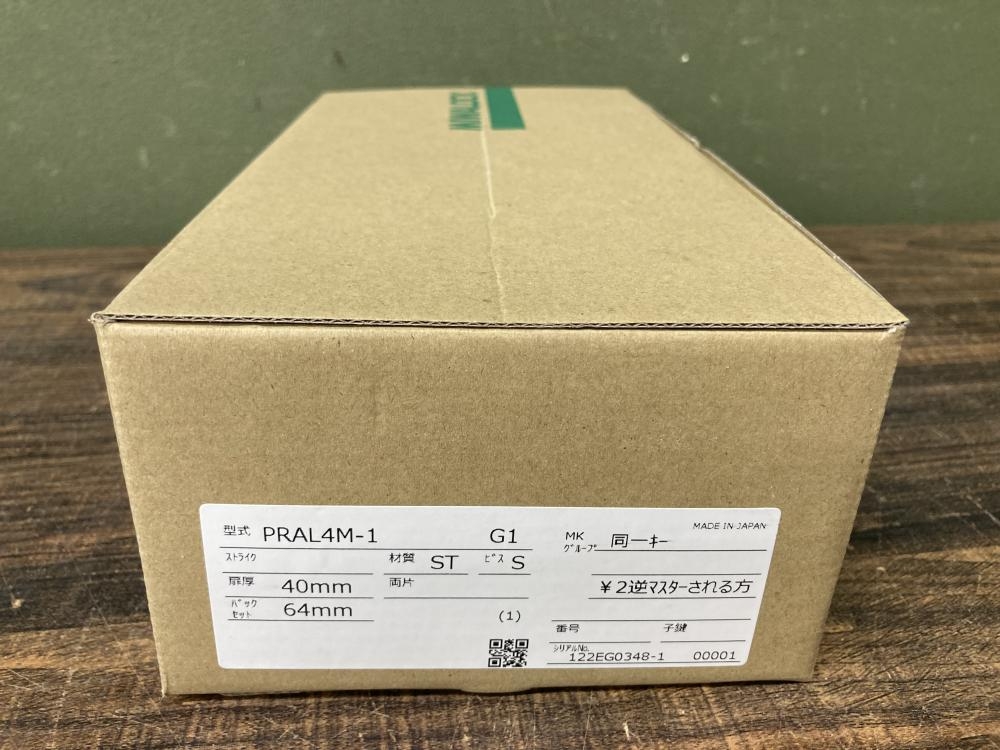 MIWALOCK
型式 PRAL4M-1 G1
ストライク 材質 ST ビス S
扉厚 40mm 両片
バックセット 64mm
(1)
MADE IN JAPAN
MKグループ 同一キー
¥2逆マスターされる方
番号 子鍵
シリアルNo. 122EG0348-1 00001